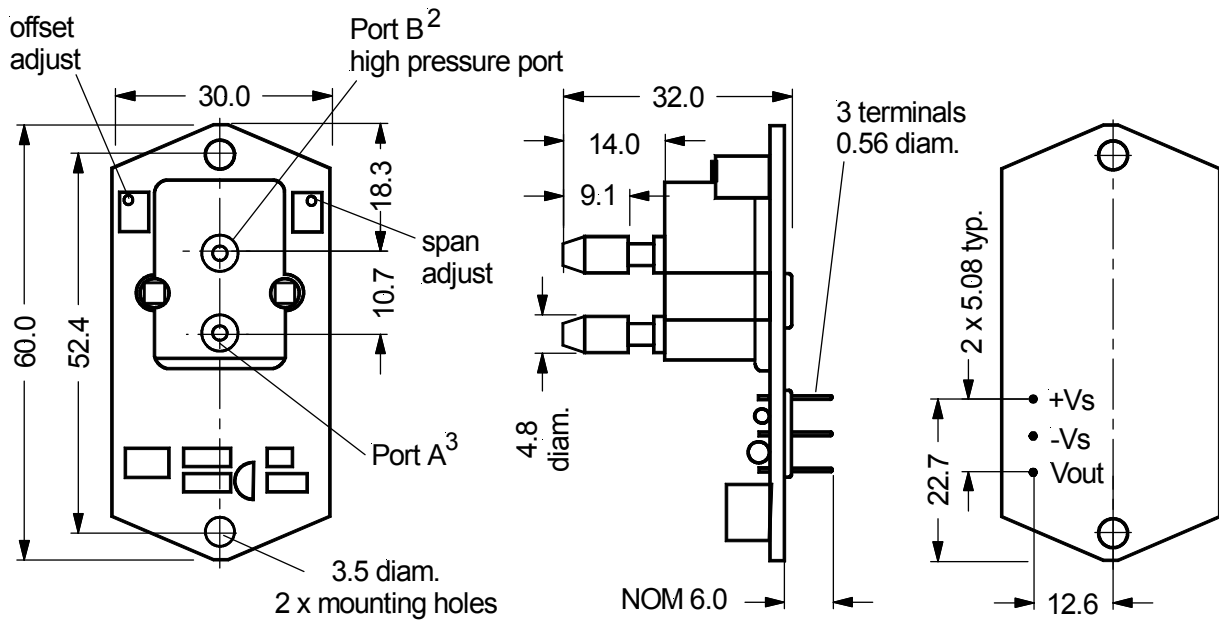 offset
adjust
Port B²
high pressure port
30.0
18.3
10.7
60.0
52.4
span
adjust
Port A³
3.5 diam.
2 x mounting holes
32.0
14.0
9.1
3 terminals
0.56 diam.
4.8
diam.
NOM 6.0
2 x 5.08 typ.
+Vs
-Vs
Vout
22.7
12.6